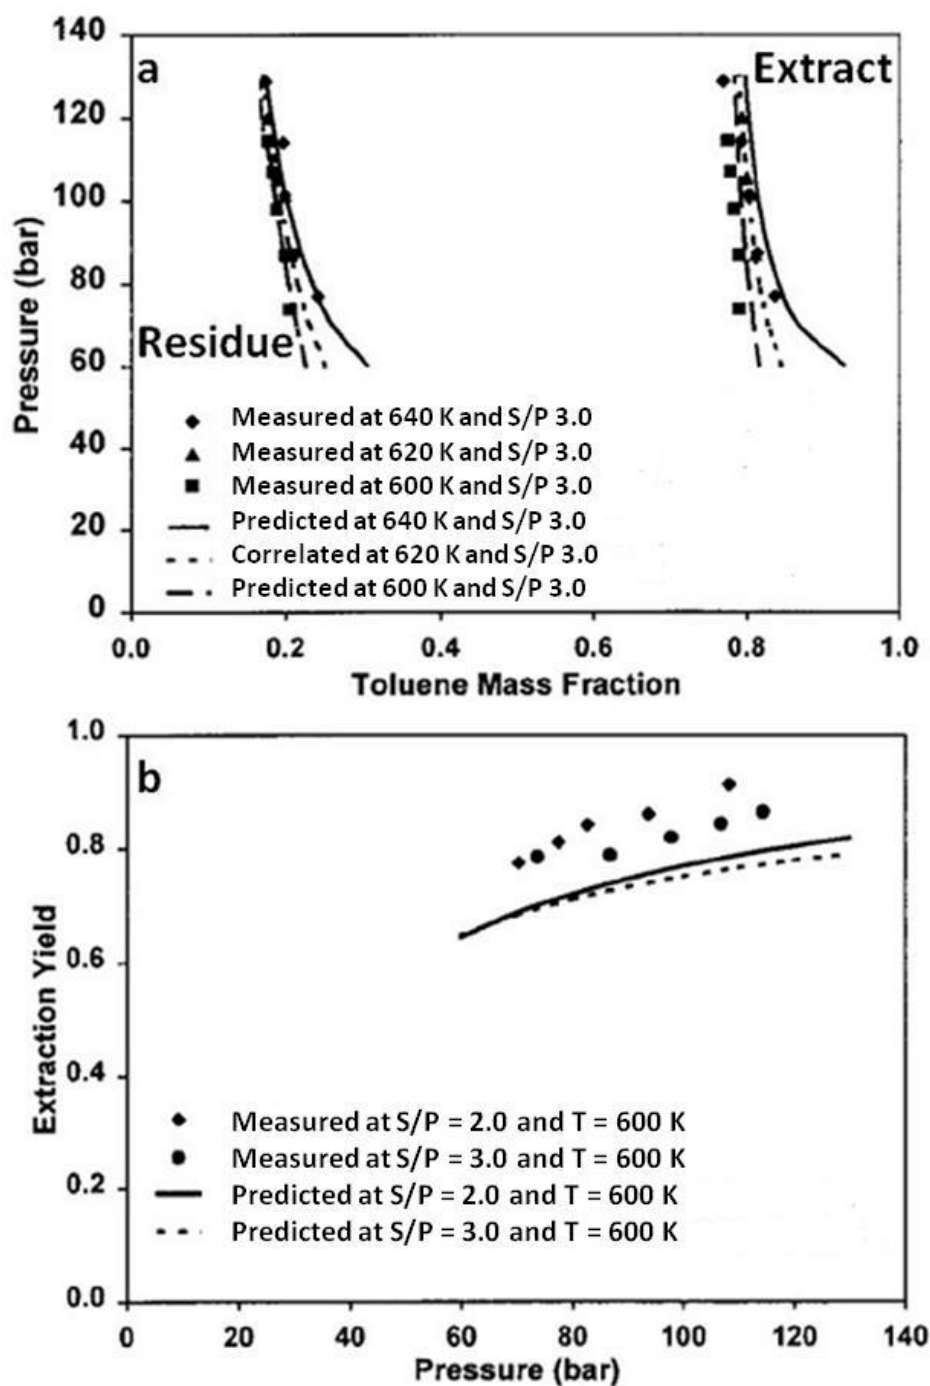 140
a
Extract
120
100
80
Residue
60
40
20
0
Pressure (bar)
Measured at 640 K and S/P 3.0
Measured at 620 K and S/P 3.0
Measured at 600 K and S/P 3.0
Predicted at 640 K and S/P 3.0
Correlated at 620 K and S/P 3.0
Predicted at 600 K and S/P 3.0
0.0 0.2 0.4 0.6 0.8 1.0
Toluene Mass Fraction
1.0
b
0.8
0.6
0.4
0.2
0.0
Extraction Yield
Measured at S/P = 2.0 and T = 600 K
Measured at S/P = 3.0 and T = 600 K
Predicted at S/P = 2.0 and T = 600 K
Predicted at S/P = 3.0 and T = 600 K
0 20 40 60 80 100 120 140
Pressure (bar)